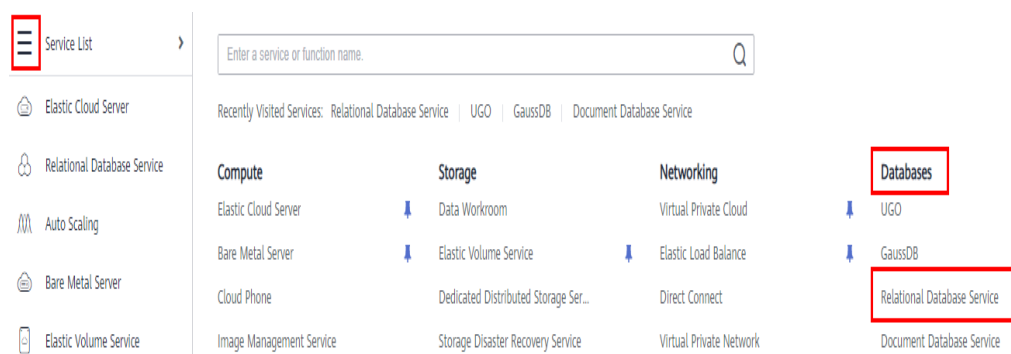 Service List
Elastic Cloud Server
Relational Database Service
Auto Scaling
Bare Metal Server
Elastic Volume Service
Enter a service or function name.
Recently Visited Services: Relational Database Service | UGO | GaussDB | Document Database Service
Compute
Elastic Cloud Server
Bare Metal Server
Cloud Phone
Image Management Service
Storage
Data Workroom
Elastic Volume Service
Dedicated Distributed Storage Ser...
Storage Disaster Recovery Service
Networking
Virtual Private Cloud
Elastic Load Balance
Direct Connect
Virtual Private Network
Databases
UGO
GaussDB
Relational Database Service
Document Database Service